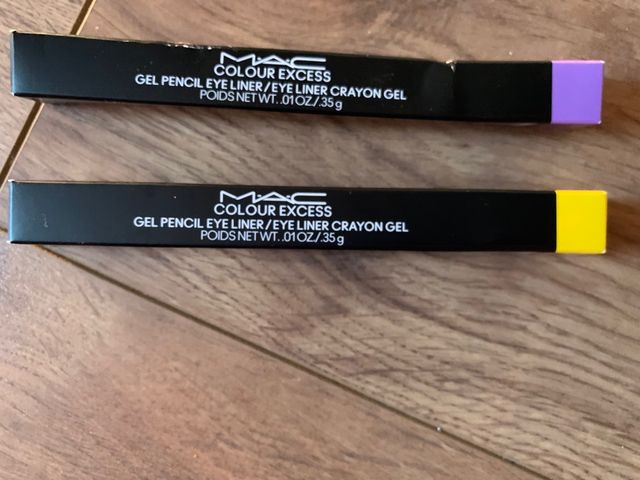 MAC
COLOUR EXCESS
GEL PENCIL EYE LINER/EYE LINER CRAYON GEL
POIDS NET WT. .01 OZ/.35 g
MAC
COLOUR EXCESS
GEL PENCIL EYE LINER/EYE LINER CRAYON GEL
POIDS NET WT. .01 OZ/.35 g